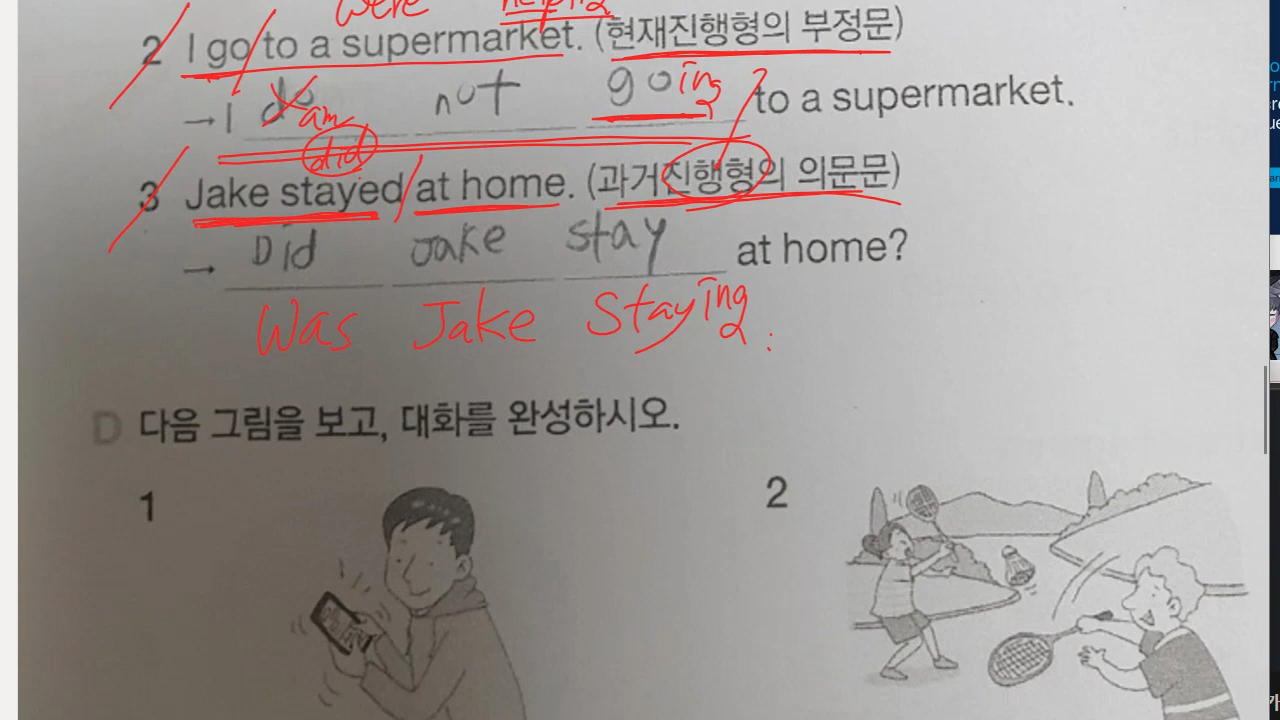 were helping
2 I go to a supermarket. (현재진행형의 부정문)
→ I do not going to a supermarket.
am
did
3 Jake stayed at home. (과거진행형의 의문문)
→ Did Jake stay at home?
Was Jake Staying.
D 다음 그림을 보고, 대화를 완성하시오.
1 2